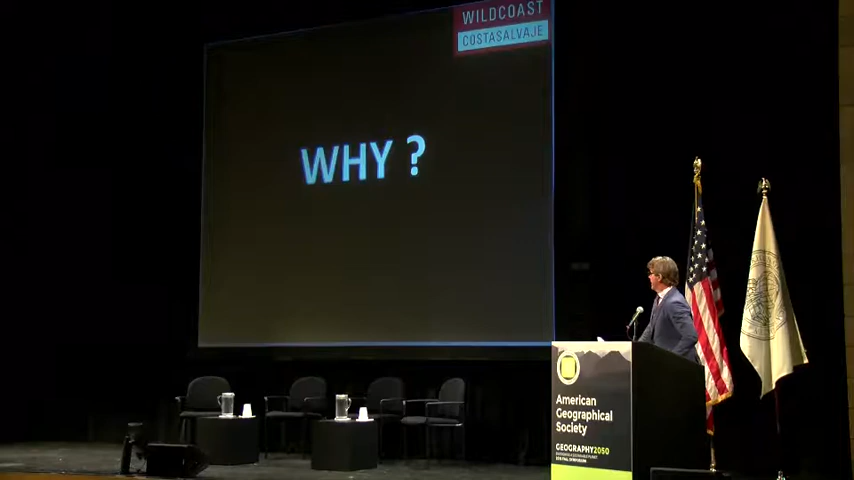 WILDCOAST
COSTASALVAJE
WHY ?
American
Geographical
Society
GEOGRAPHY2050